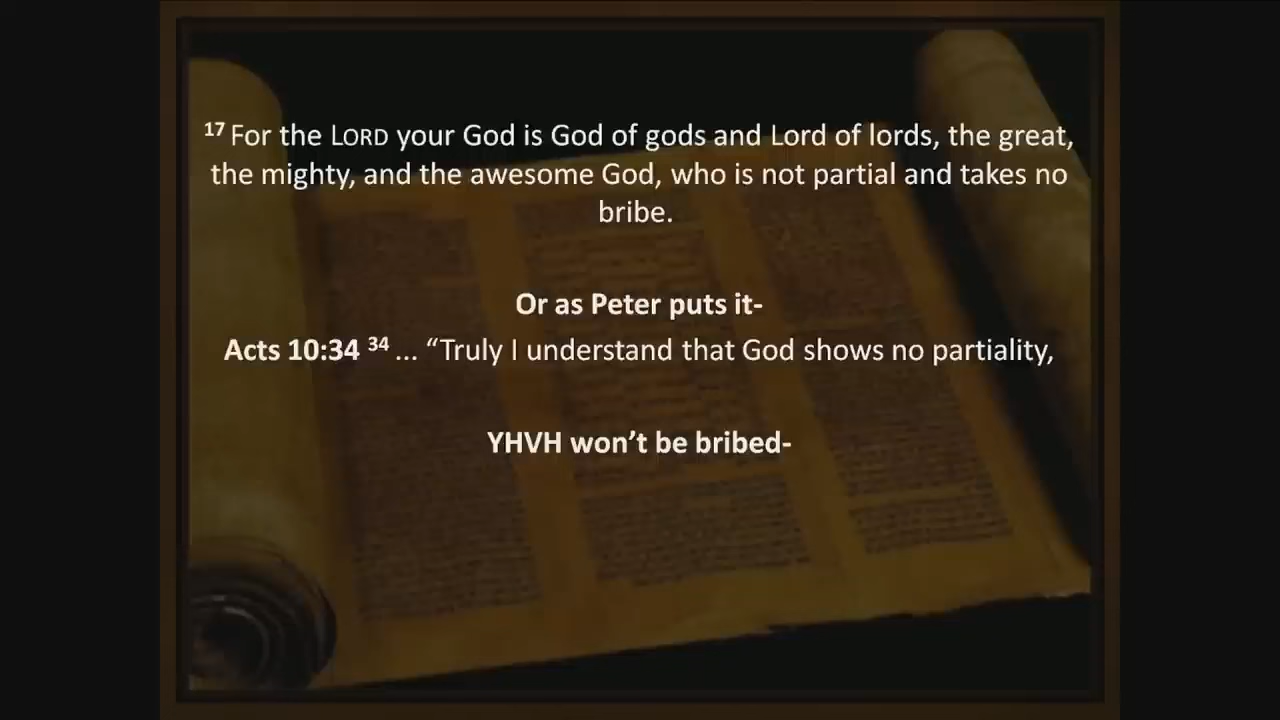 17 For the LORD your God is God of gods and Lord of lords, the great,
the mighty, and the awesome God, who is not partial and takes no
bribe.
Or as Peter puts it-
Acts 10:34 34 ... “Truly I understand that God shows no partiality,
YHVH won’t be bribed-